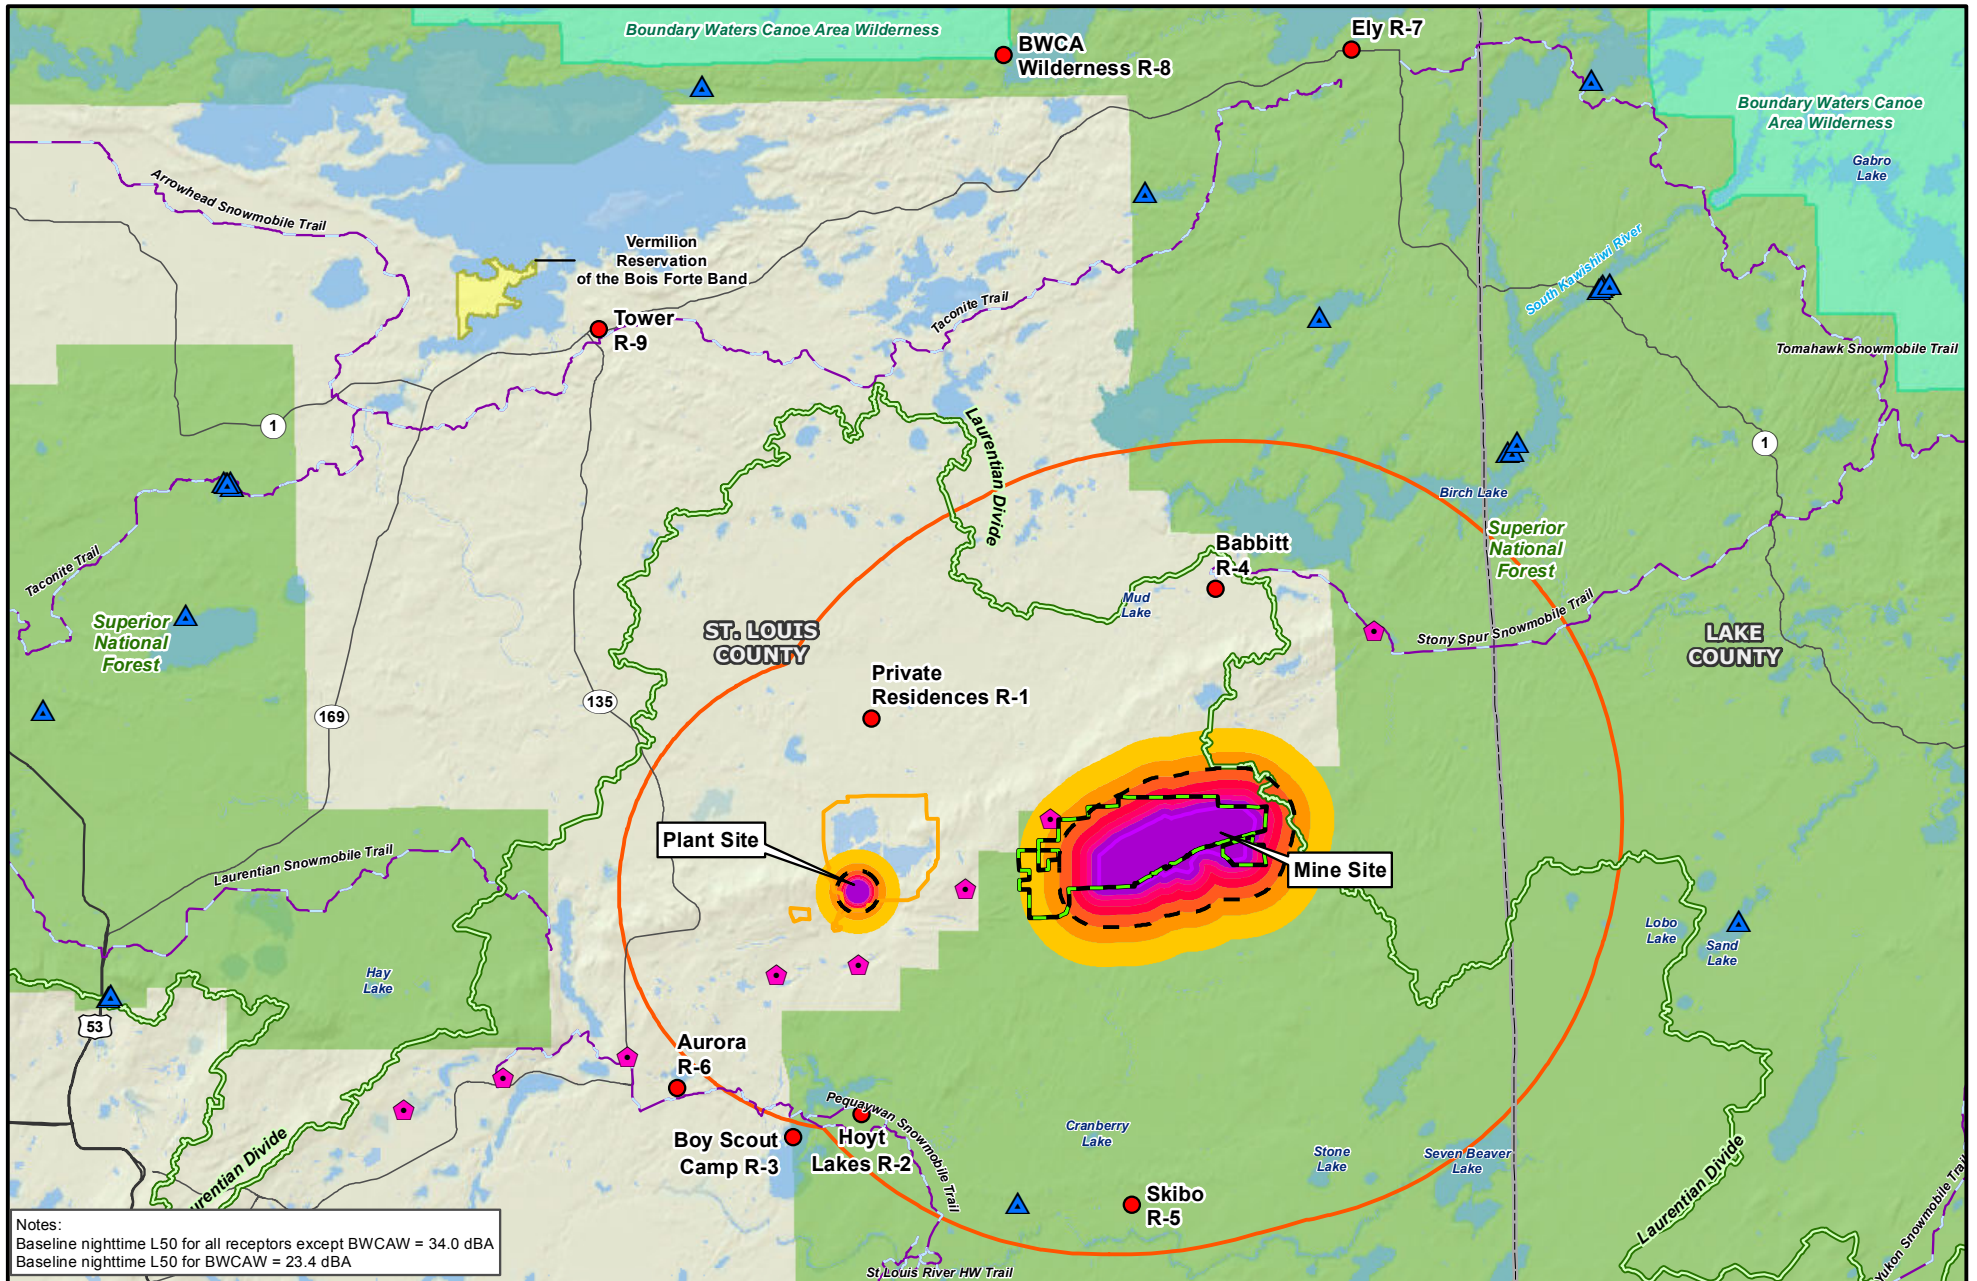 Boundary Waters Canoe Area Wilderness
BWCA
Wilderness R-8
Ely R-7
Boundary Waters Canoe
Area Wilderness
Gabro
Lake
Arrowhead Snowmobile Trail
Vermilion
Reservation
of the Bois Forte Band
South Kawishiwi River
Taconite Trail
Tower
R-9
Tomahawk Snowmobile Trail
1
Laurentian Divide
1
Birch Lake
Superior
National
Forest
Babbitt
R-4
Taconite Trail
Mud
Lake
Superior
National
Forest
ST. LOUIS
COUNTY
Stony Spur Snowmobile Trail
LAKE
COUNTY
Private
Residences R-1
169
135
Plant Site
Mine Site
Laurentian Snowmobile Trail
Lobo
Lake
Sand
Lake
Hay
Lake
53
Aurora
R-6
Pequaywan Snowmobile Trail
Boy Scout
Camp R-3
Hoyt
Lakes R-2
Cranberry
Lake
Stone
Lake
Seven Beaver
Lake
urentian Divide
Laurentian Divide
Skibo
R-5
Yukon Snowmobile Trail
St Louis River HW Trail
Notes:
Baseline nighttime L50 for all receptors except BWCAW = 34.0 dBA
Baseline nighttime L50 for BWCAW = 23.4 dBA